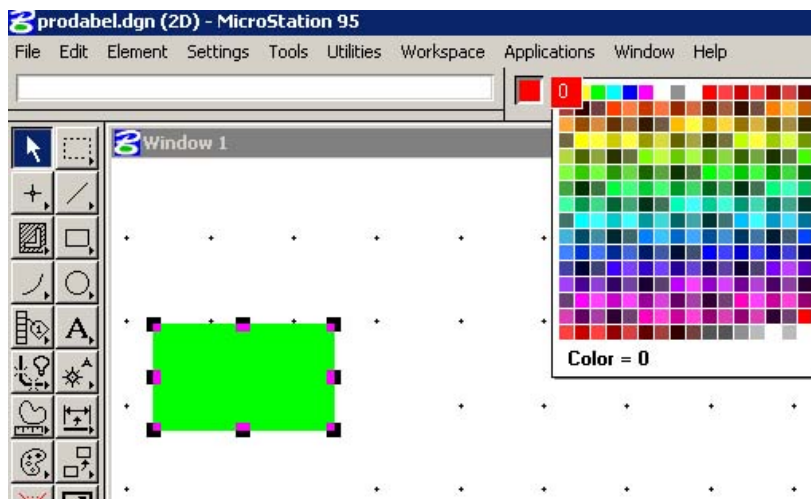 prodabel.dgn (2D) - MicroStation 95
File Edit Element Settings Tools Utilities Workspace Applications Window Help
0
Window 1
A
Color = 0